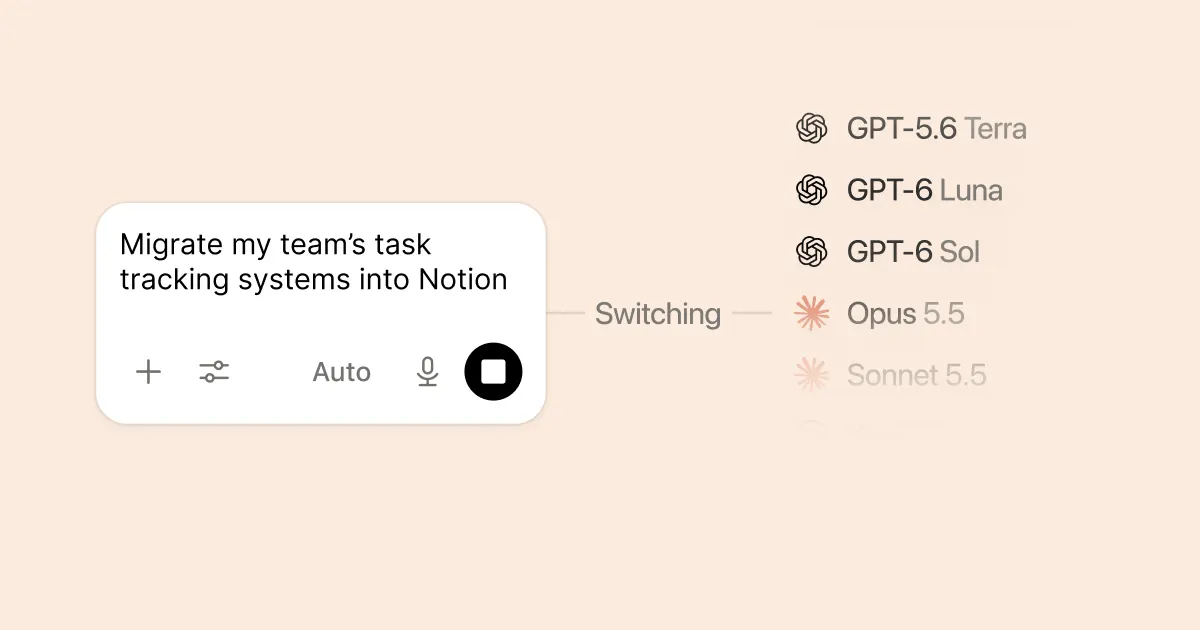 Migrate my team’s task
tracking systems into Notion
Auto
Switching
GPT-5.6 Terra
GPT-6 Luna
GPT-6 Sol
Opus 5.5
Sonnet 5.5